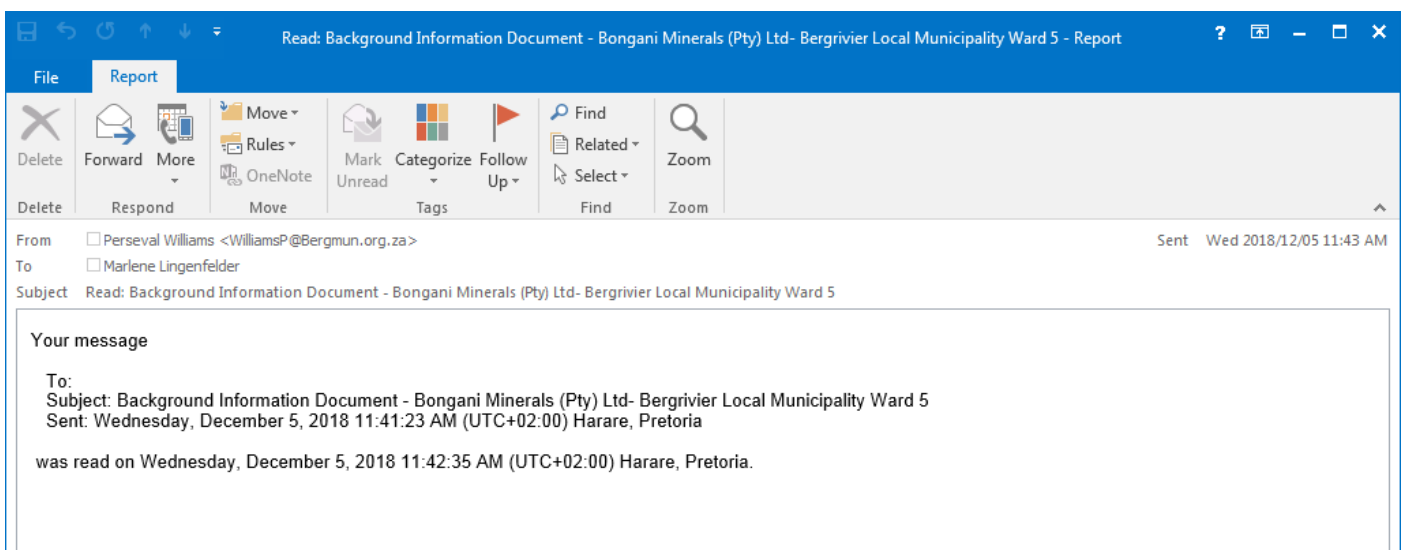 Read: Background Information Document - Bongani Minerals (Pty) Ltd- Bergrivier Local Municipality Ward 5 - Report
?
File Report
Delete Forward More Move Rules OneNote Mark Unread Categorize Follow Up Find Related Select Zoom
Delete Respond Move Tags Find Zoom
From Perseval Williams <WilliamsP@Bergmun.org.za> Sent Wed 2018/12/05 11:43 AM
To Marlene Lingenfelder
Subject Read: Background Information Document - Bongani Minerals (Pty) Ltd- Bergrivier Local Municipality Ward 5
Your message
To:
Subject: Background Information Document - Bongani Minerals (Pty) Ltd- Bergrivier Local Municipality Ward 5
Sent: Wednesday, December 5, 2018 11:41:23 AM (UTC+02:00) Harare, Pretoria
was read on Wednesday, December 5, 2018 11:42:35 AM (UTC+02:00) Harare, Pretoria.